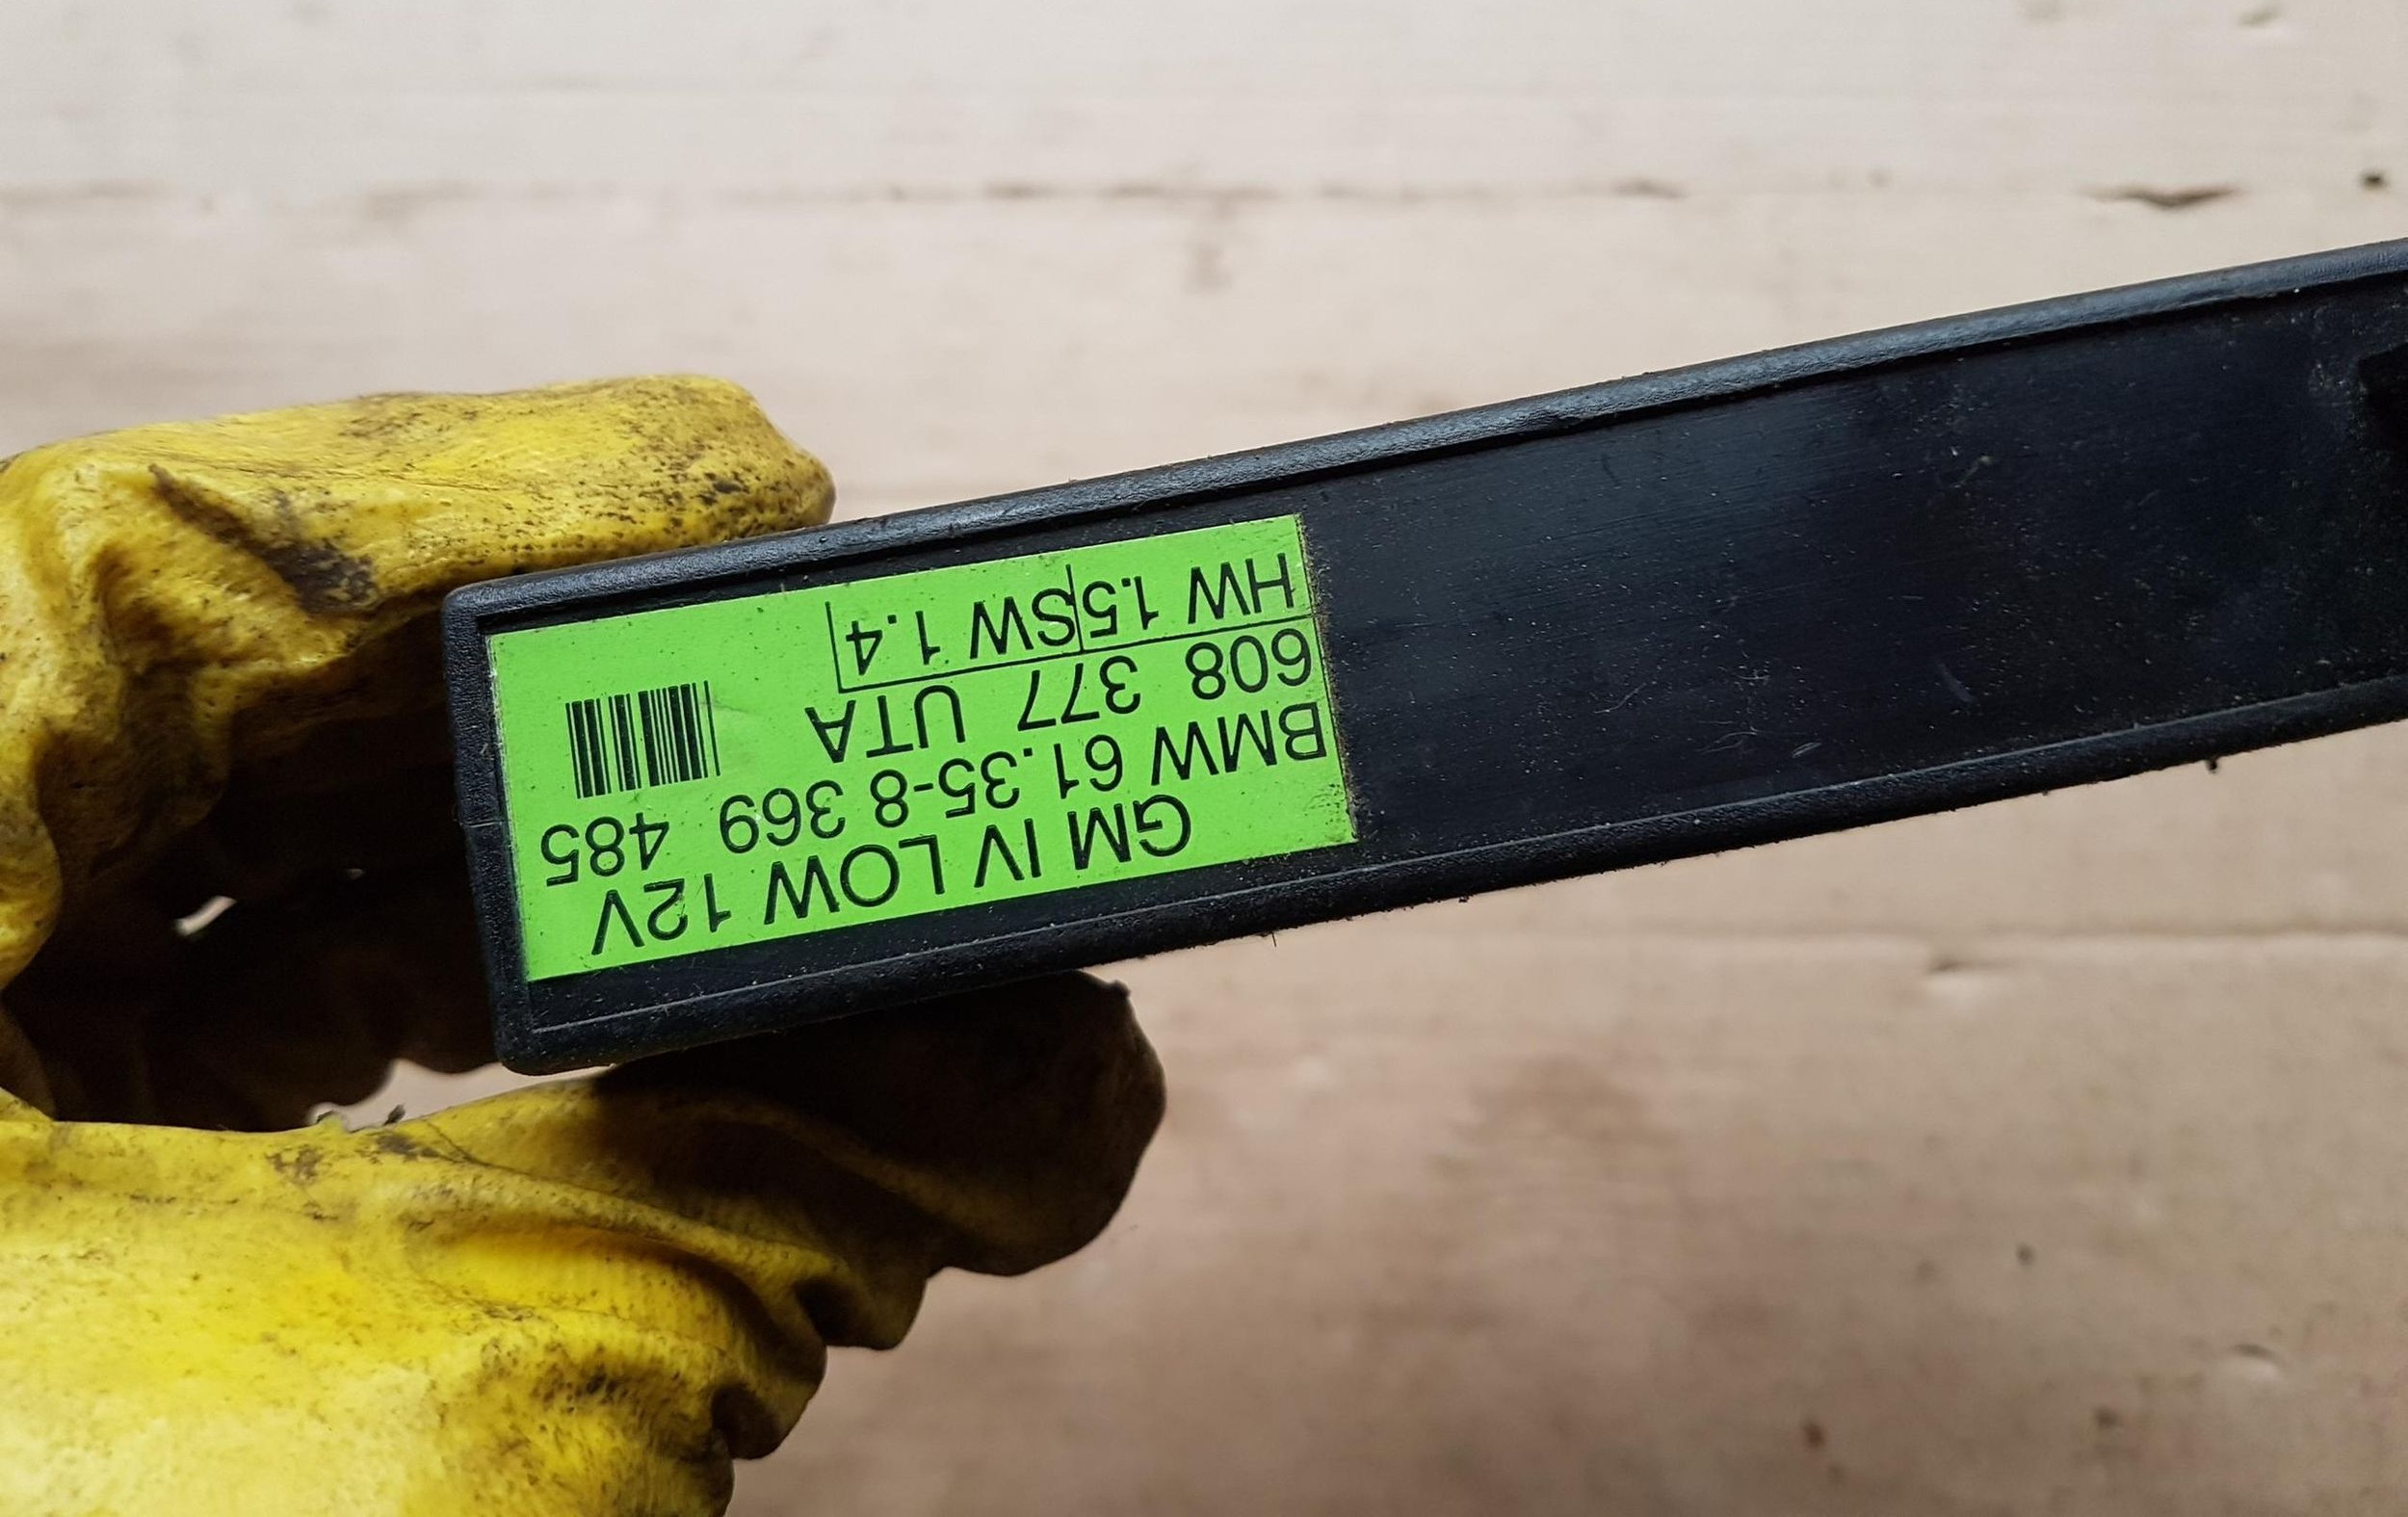 GM IV LOW 12V
BMW 61.35-8 369 485
608 377 UTA
HW 1.5 SW 1.4